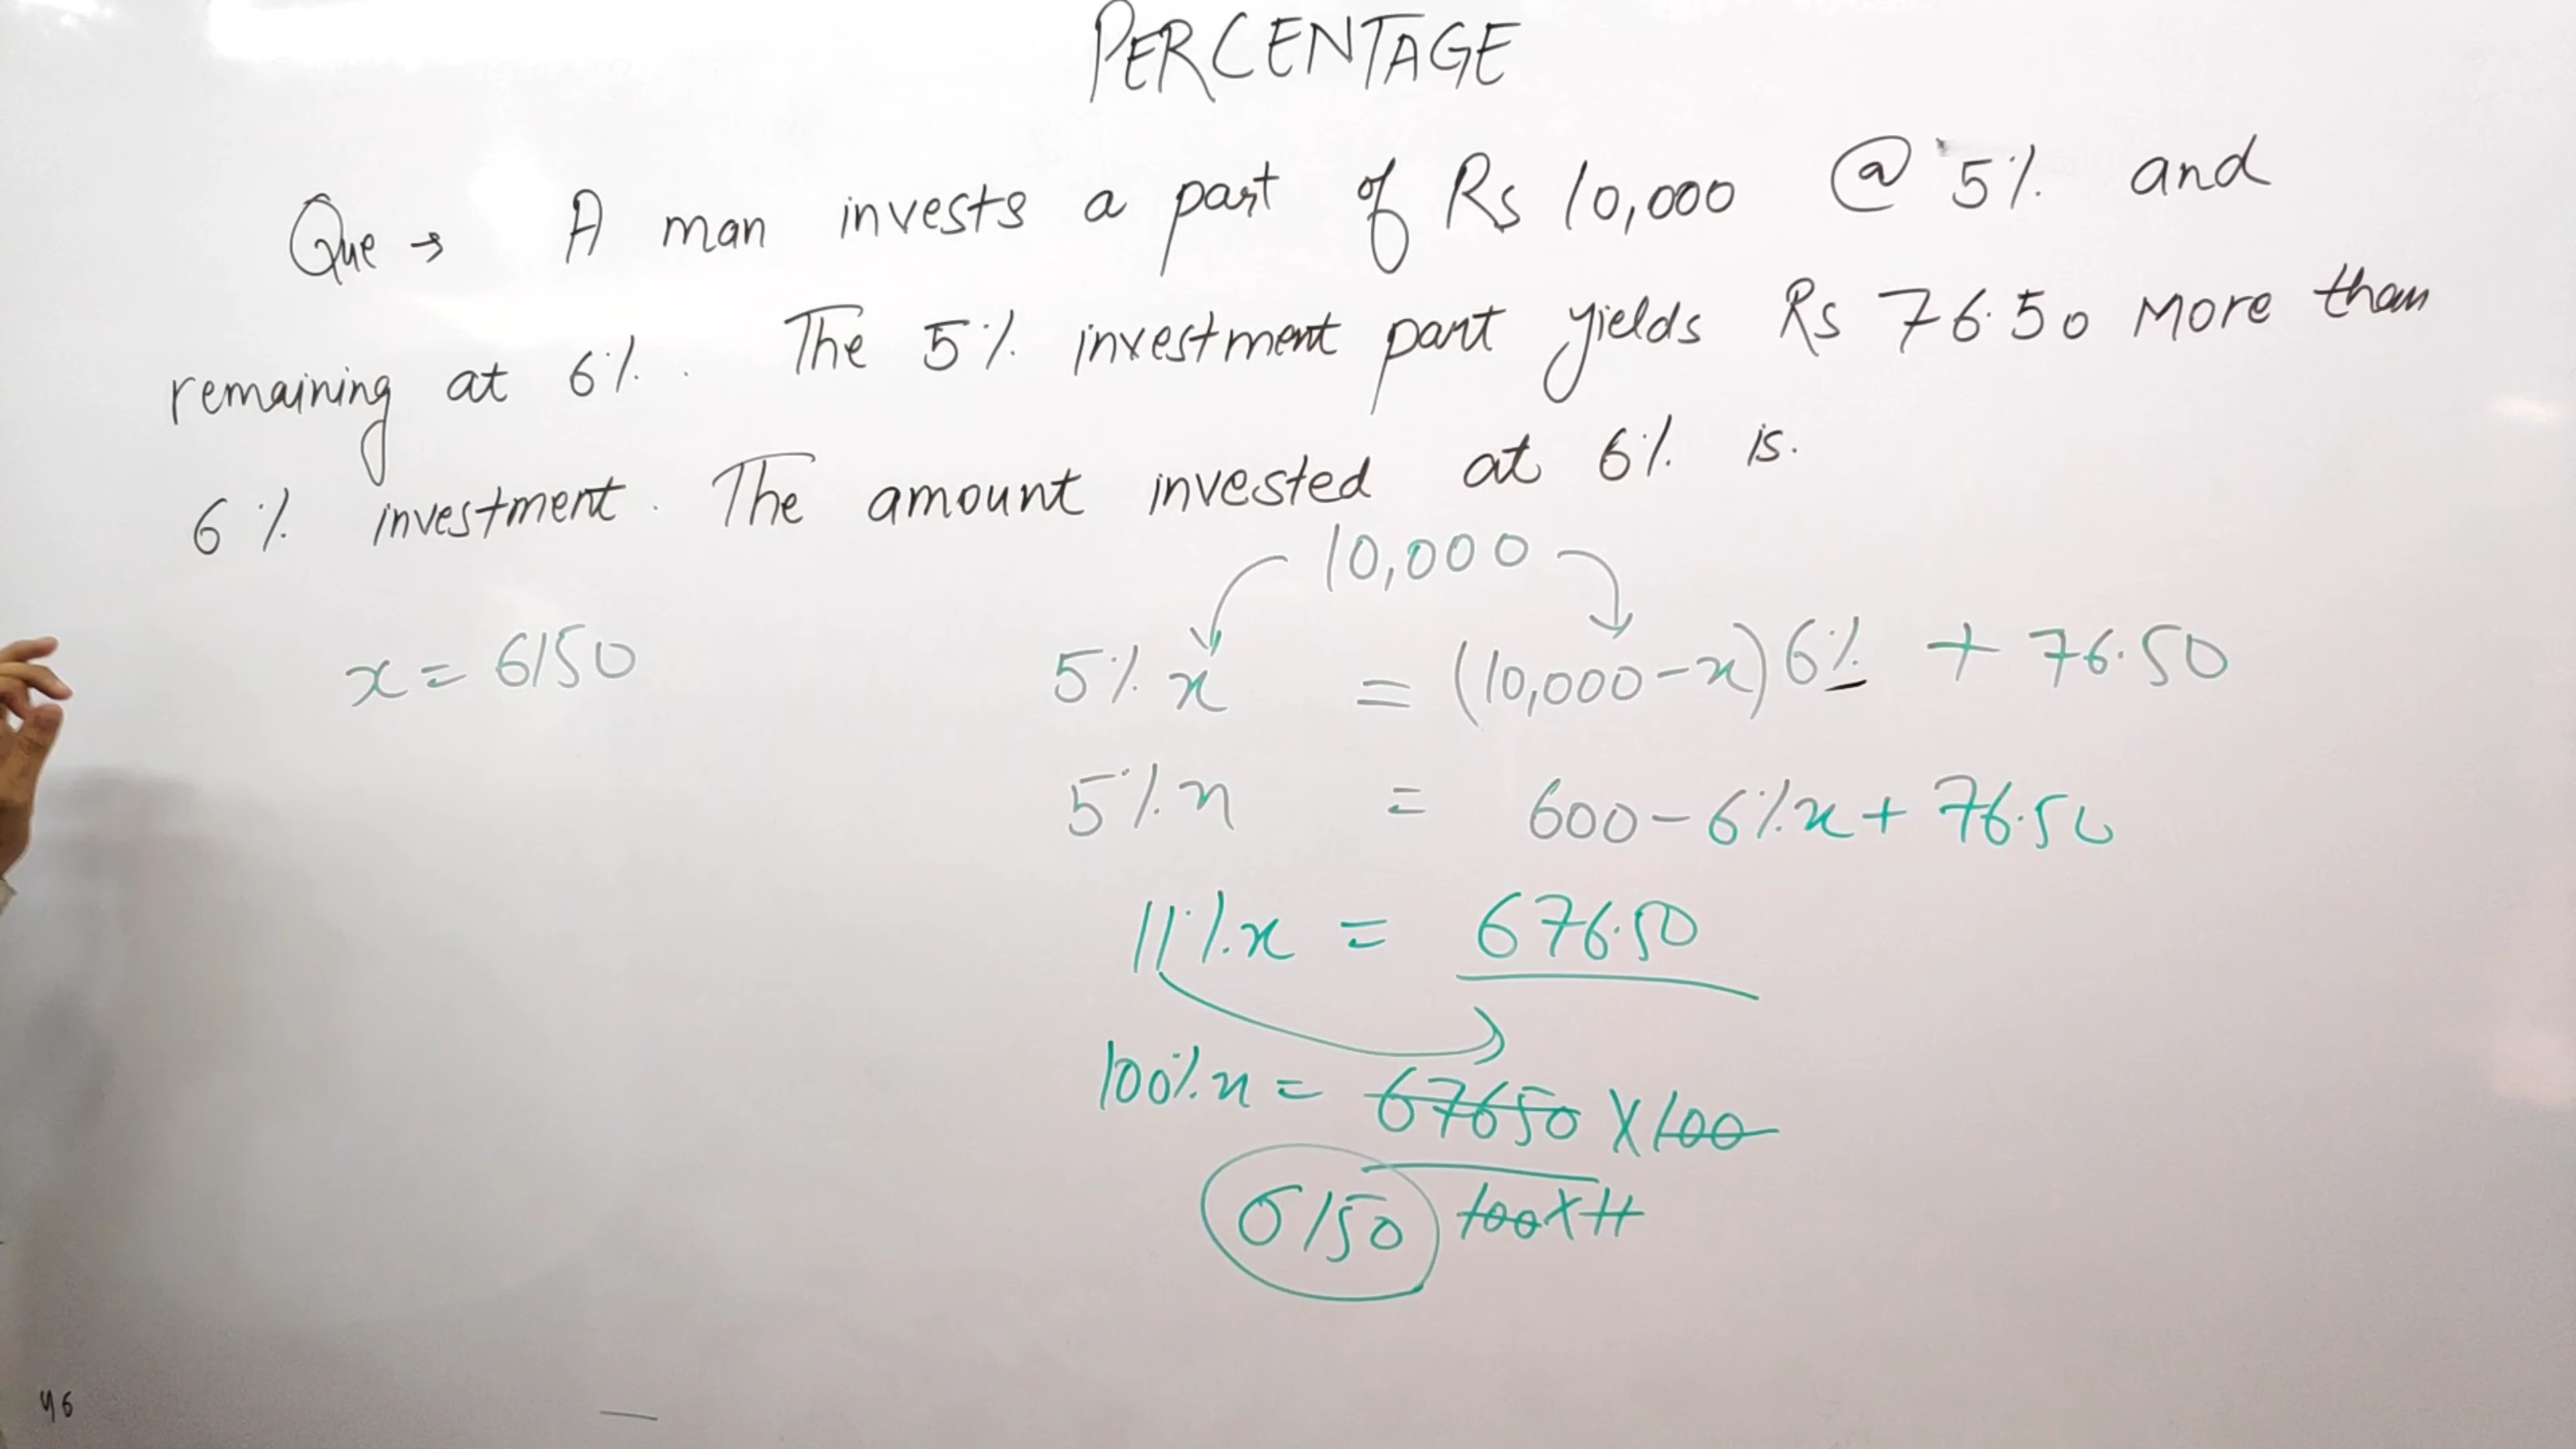 PERCENTAGE
Que → A man invests a part of Rs 10,000 @ 5% and
remaining at 6%. The 5% investment part yields Rs 76.50 More than
6% investment. The amount invested at 6% is.
10,000
x = 6150
5% x = (10,000-x)6% + 76.50
5% x = 600-6%x + 76.50
11%x = 676.50
100%x = 67650 X 100
6150 100X11
46